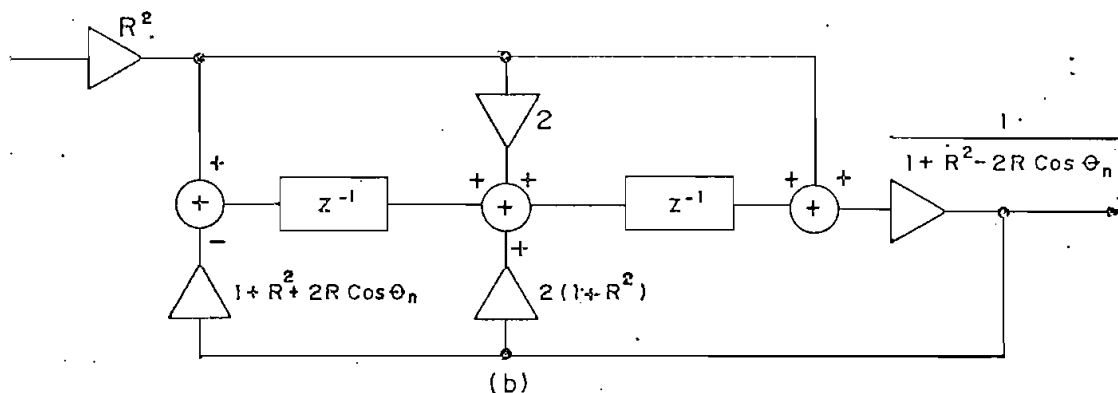 R²
2
1
1 + R² - 2R Cos θn
+
+ + +
+ +
+ z⁻¹ + z⁻¹ +
-
+
1 + R² + 2R Cos θn
2 (1 + R²)
(b)